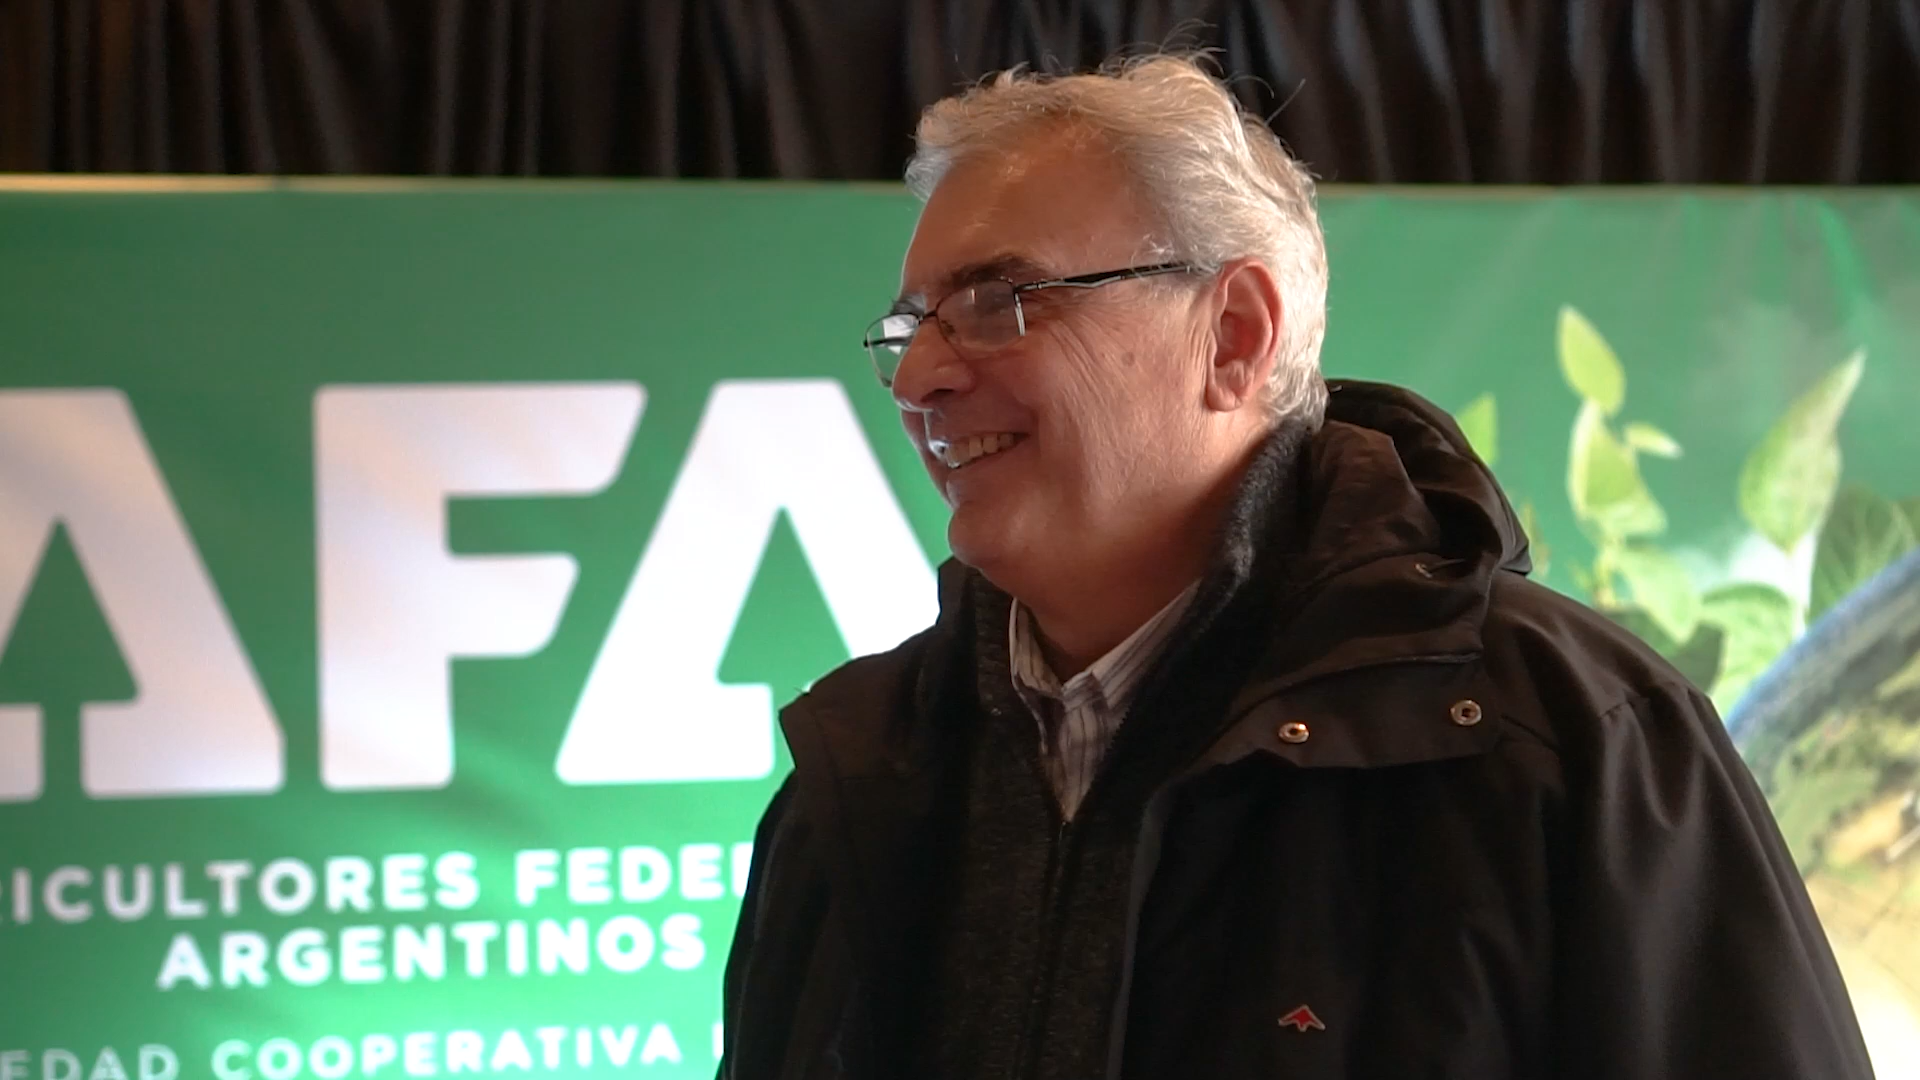 AFA
RICULTORES FEDE
ARGENTINOS
EDAD COOPERATIVA